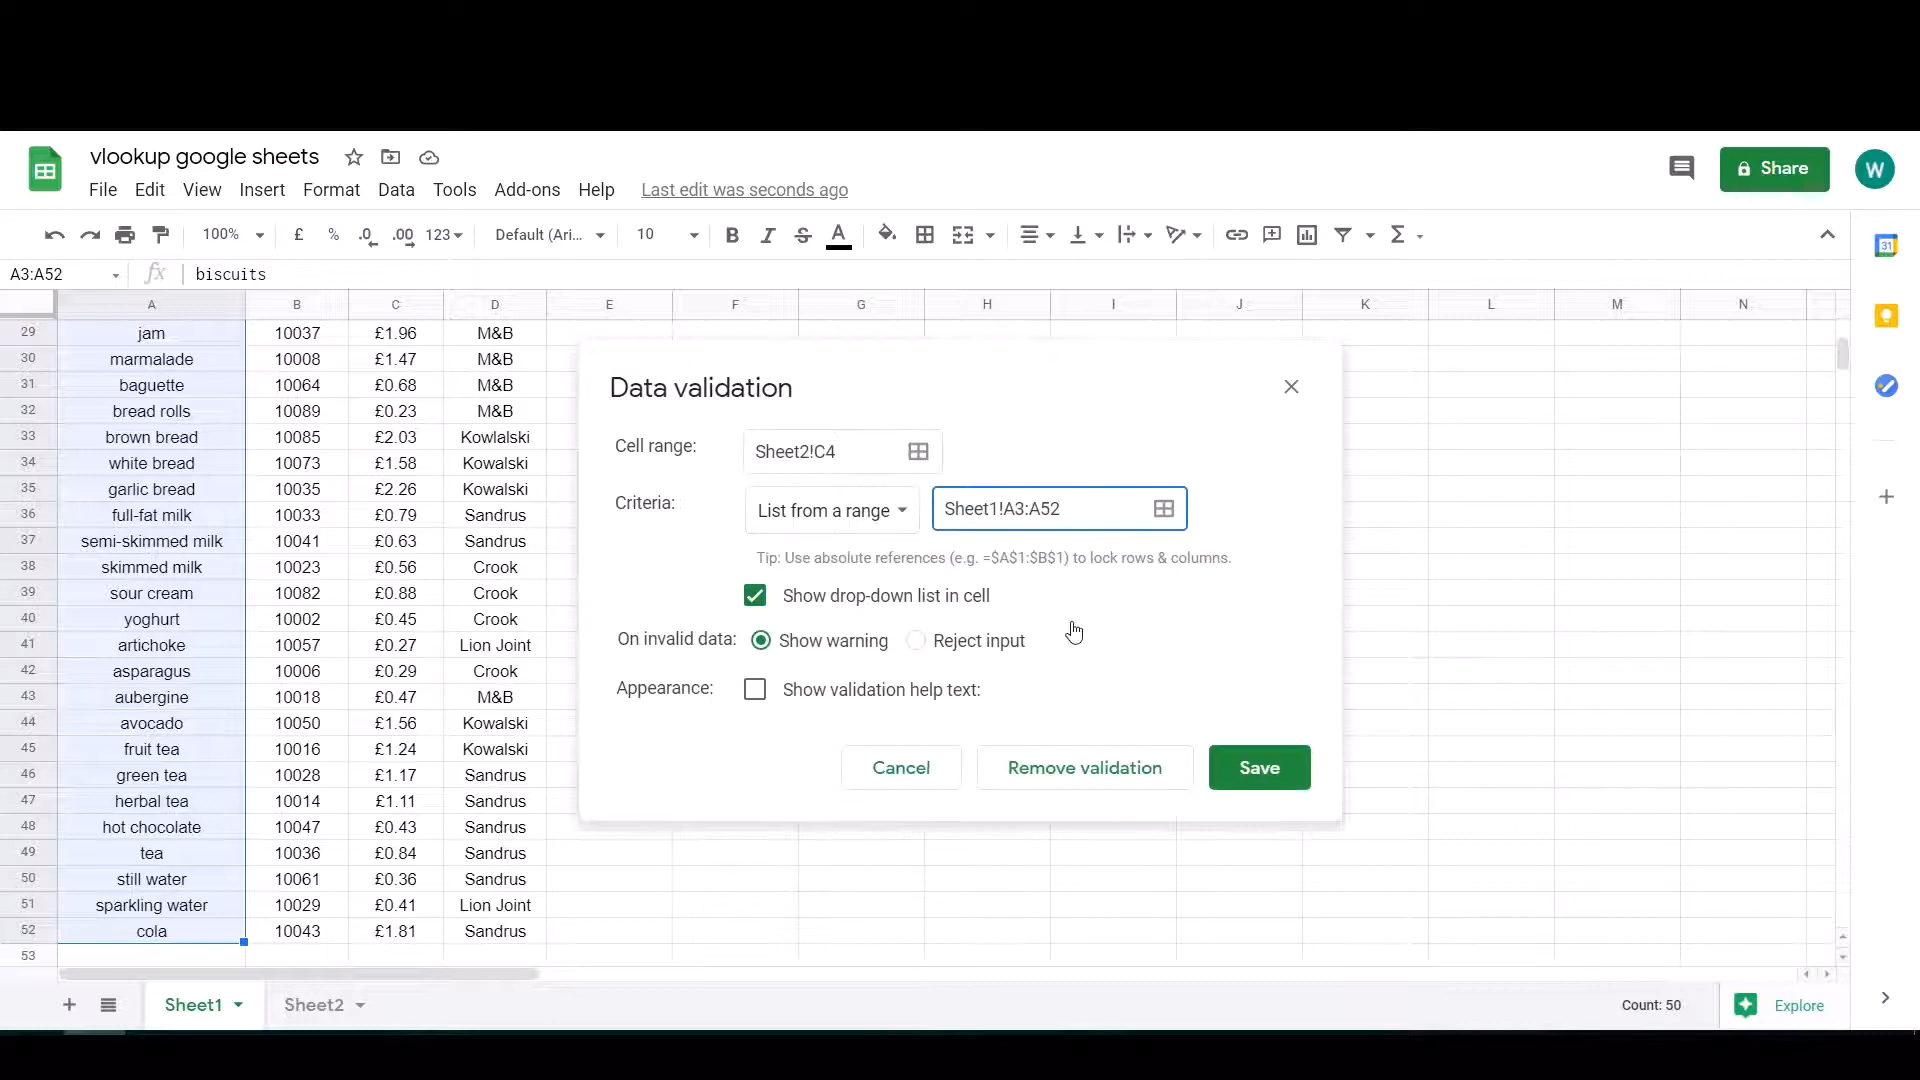 vlookup google sheets
File Edit View Insert Format Data Tools Add-ons Help Last edit was seconds ago
Share
W
100% £ % .0 .00 123 Default (Ari... 10 B I S A Σ
31
A3:A52 fx biscuits
A B C D E F G H I J K L M N
29 jam 10037 £1.96 M&B
30 marmalade 10008 £1.47 M&B
31 baguette 10064 £0.68 M&B
32 bread rolls 10089 £0.23 M&B
33 brown bread 10085 £2.03 Kowlalski
34 white bread 10073 £1.58 Kowalski
35 garlic bread 10035 £2.26 Kowalski
36 full-fat milk 10033 £0.79 Sandrus
37 semi-skimmed milk 10041 £0.63 Sandrus
38 skimmed milk 10023 £0.56 Crook
39 sour cream 10082 £0.88 Crook
40 yoghurt 10002 £0.45 Crook
41 artichoke 10057 £0.27 Lion Joint
42 asparagus 10006 £0.29 Crook
43 aubergine 10018 £0.47 M&B
44 avocado 10050 £1.56 Kowalski
45 fruit tea 10016 £1.24 Kowalski
46 green tea 10028 £1.17 Sandrus
47 herbal tea 10014 £1.11 Sandrus
48 hot chocolate 10047 £0.43 Sandrus
49 tea 10036 £0.84 Sandrus
50 still water 10061 £0.36 Sandrus
51 sparkling water 10029 £0.41 Lion Joint
52 cola 10043 £1.81 Sandrus
53
Data validation
Cell range: Sheet2!C4
Criteria: List from a range Sheet1!A3:A52
Tip: Use absolute references (e.g. =$A$1:$B$1) to lock rows & columns.
Show drop-down list in cell
On invalid data: Show warning Reject input
Appearance: Show validation help text:
Cancel Remove validation Save
Sheet1 Sheet2 Count: 50 Explore